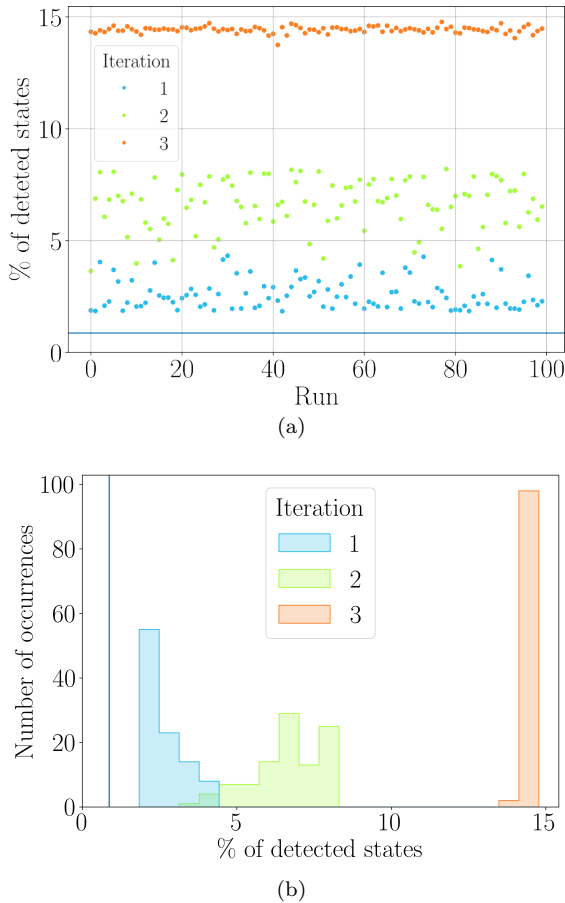 15
Iteration
1
2
3
10
5
0
% of deteted states
0 20 40 60 80 100
Run
(a)
100
80
60
40
20
0
Number of occurrences
Iteration
1
2
3
0 5 10 15
% of detected states
(b)